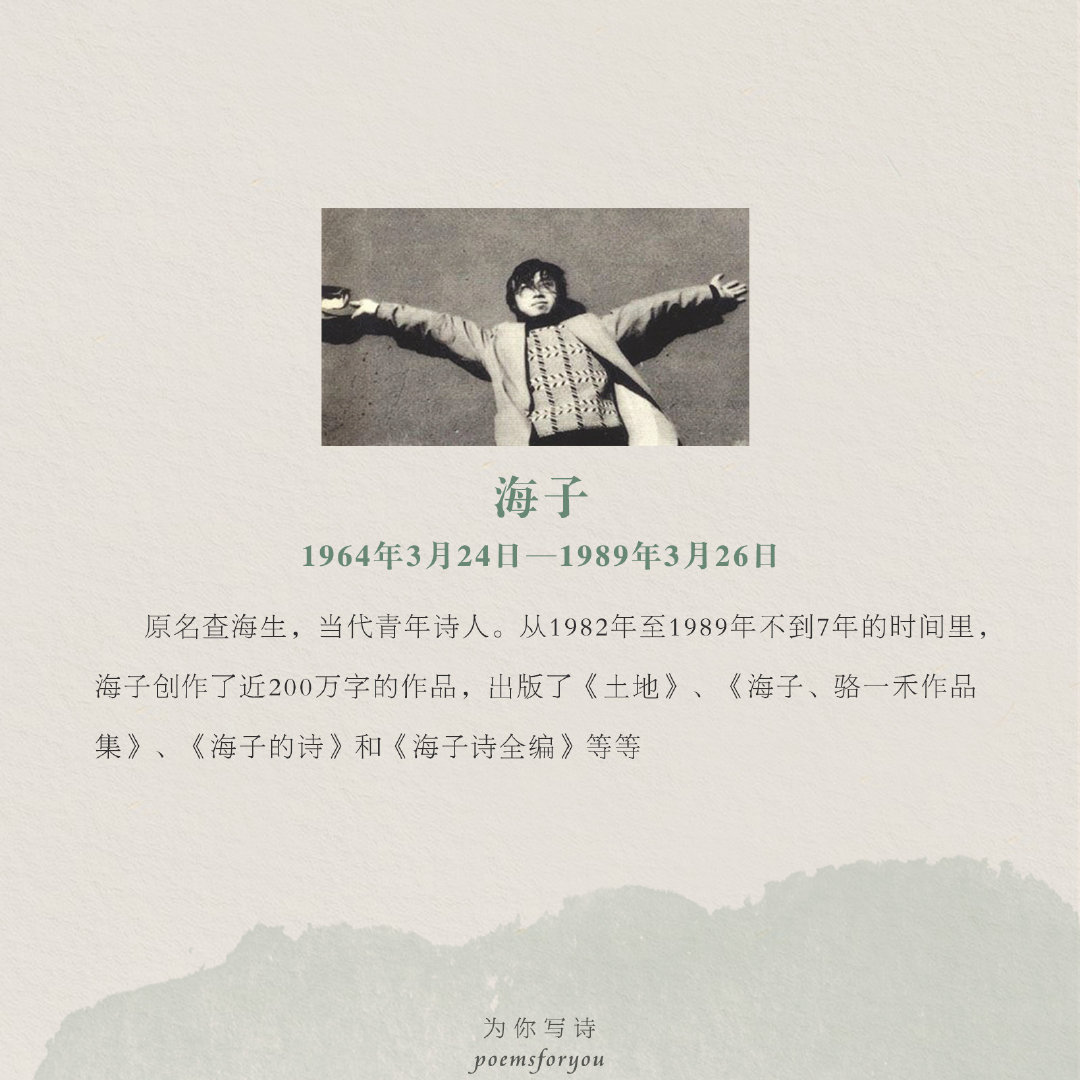 海子
1964年3月24日—1989年3月26日
原名查海生，当代青年诗人。从1982年至1989年不到7年的时间里，
海子创作了近200万字的作品，出版了《土地》、《海子、骆一禾作品
集》、《海子的诗》和《海子诗全编》等等
为你写诗
poemsforyou